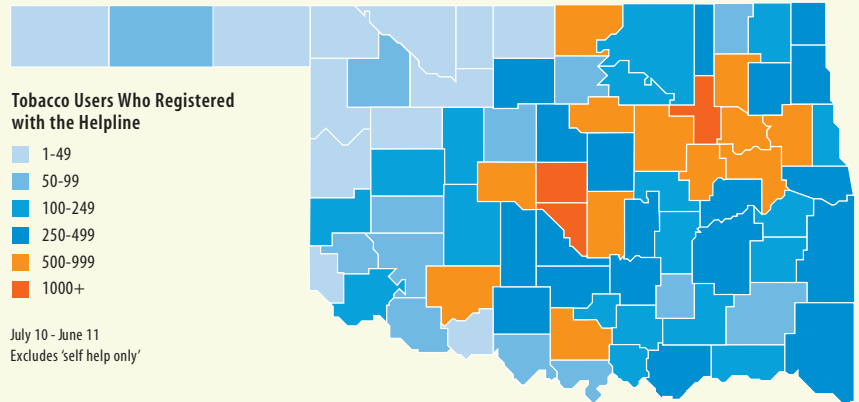 Tobacco Users Who Registered
with the Helpline
1-49
50-99
100-249
250-499
500-999
1000+
July 10 - June 11
Excludes ‘self help only’